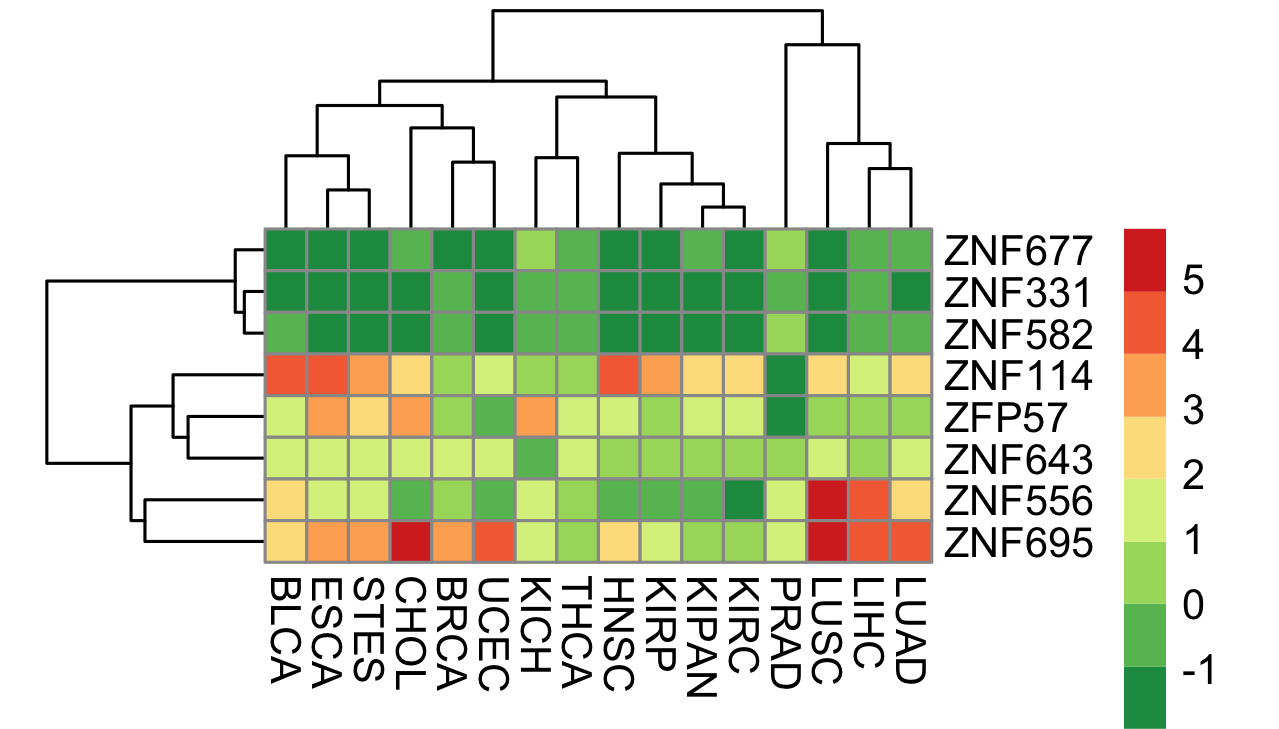 ZNF677
ZNF331
ZNF582
ZNF114
ZFP57
ZNF643
ZNF556
ZNF695
BLCA
ESCA
STES
CHOL
BRCA
UCEC
KICH
THCA
HNSC
KIRP
KIPAN
KIRC
PRAD
LUSC
LIHC
LUAD
5
4
3
2
1
0
-1